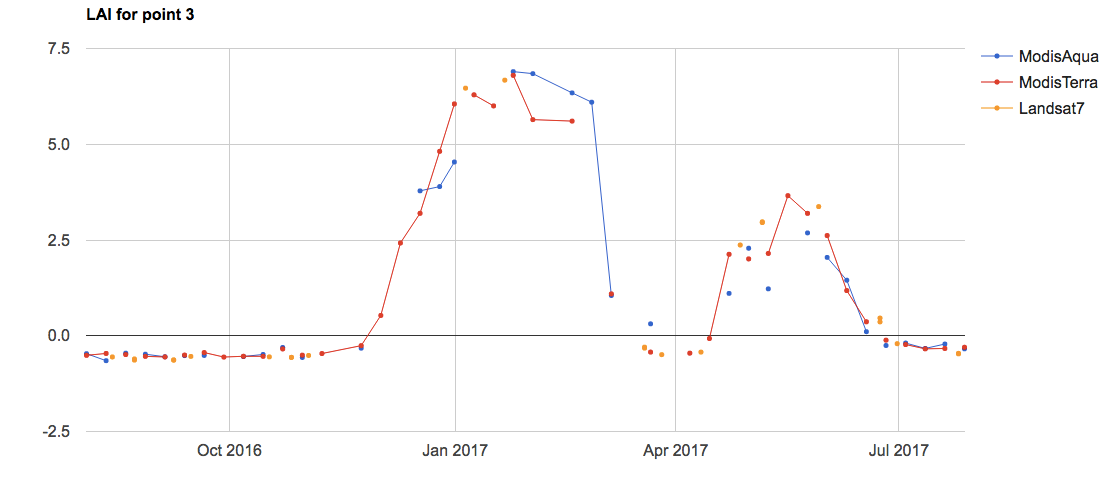 LAI for point 3
7.5
5.0
2.5
0.0
-2.5
Oct 2016
Jan 2017
Apr 2017
Jul 2017
ModisAqua
ModisTerra
Landsat7